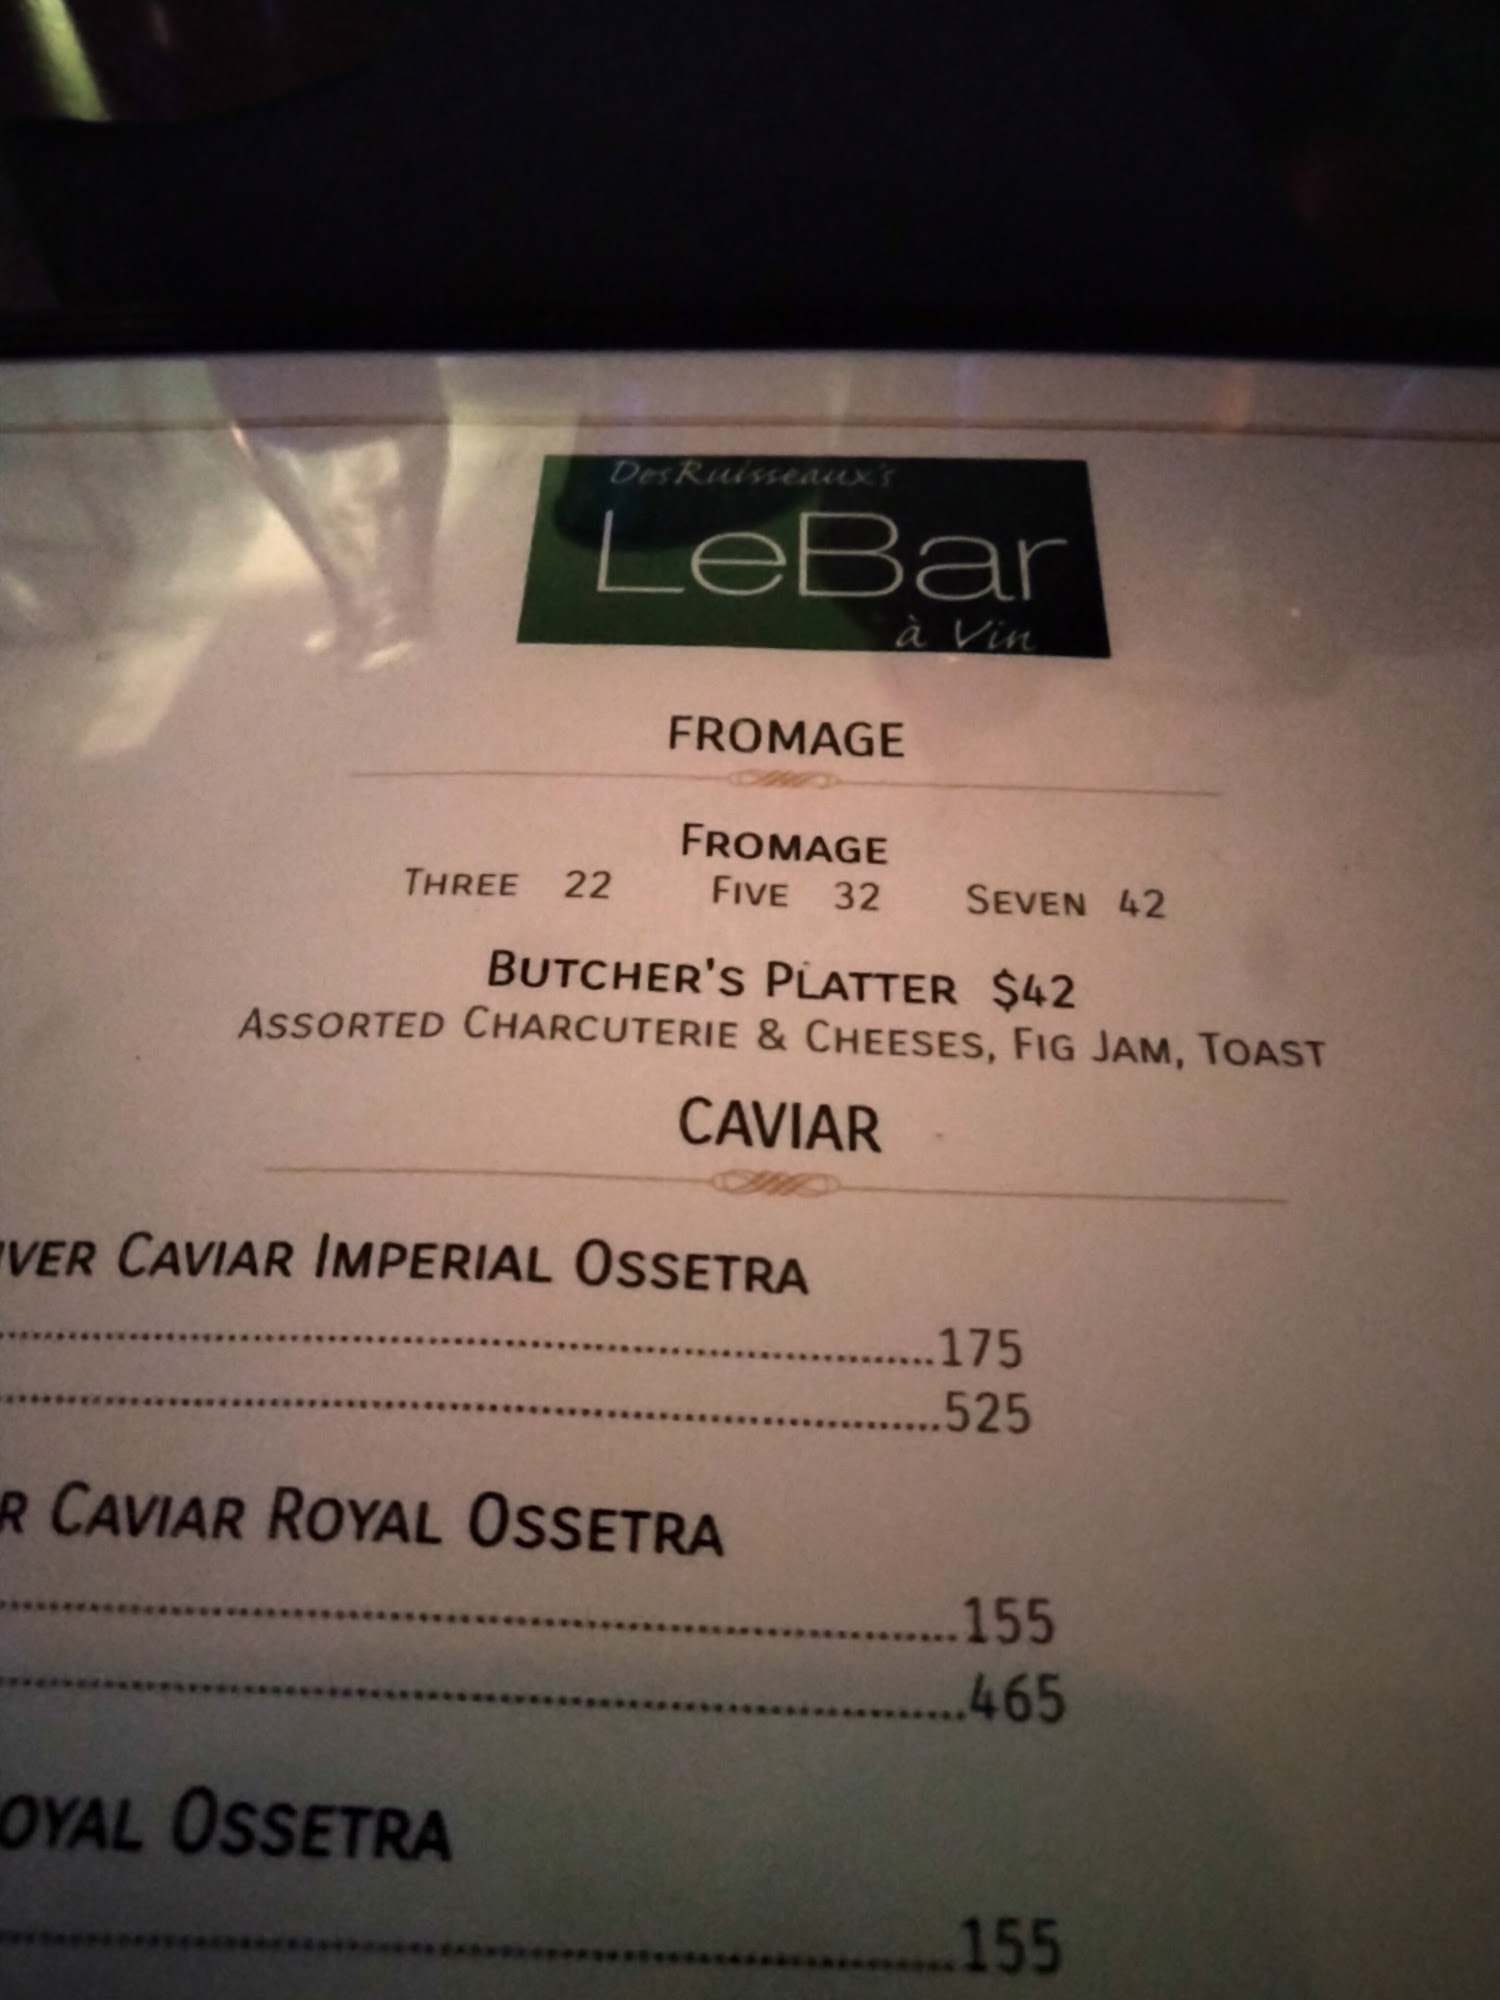 DesRuisseaux's
LeBar
à Vin
FROMAGE
FROMAGE
THREE 22 FIVE 32 SEVEN 42
BUTCHER'S PLATTER $42
ASSORTED CHARCUTERIE & CHEESES, FIG JAM, TOAST
CAVIAR
CAVIAR IMPERIAL OSSETRA
175
525
CAVIAR ROYAL OSSETRA
155
465
OSSETRA
155